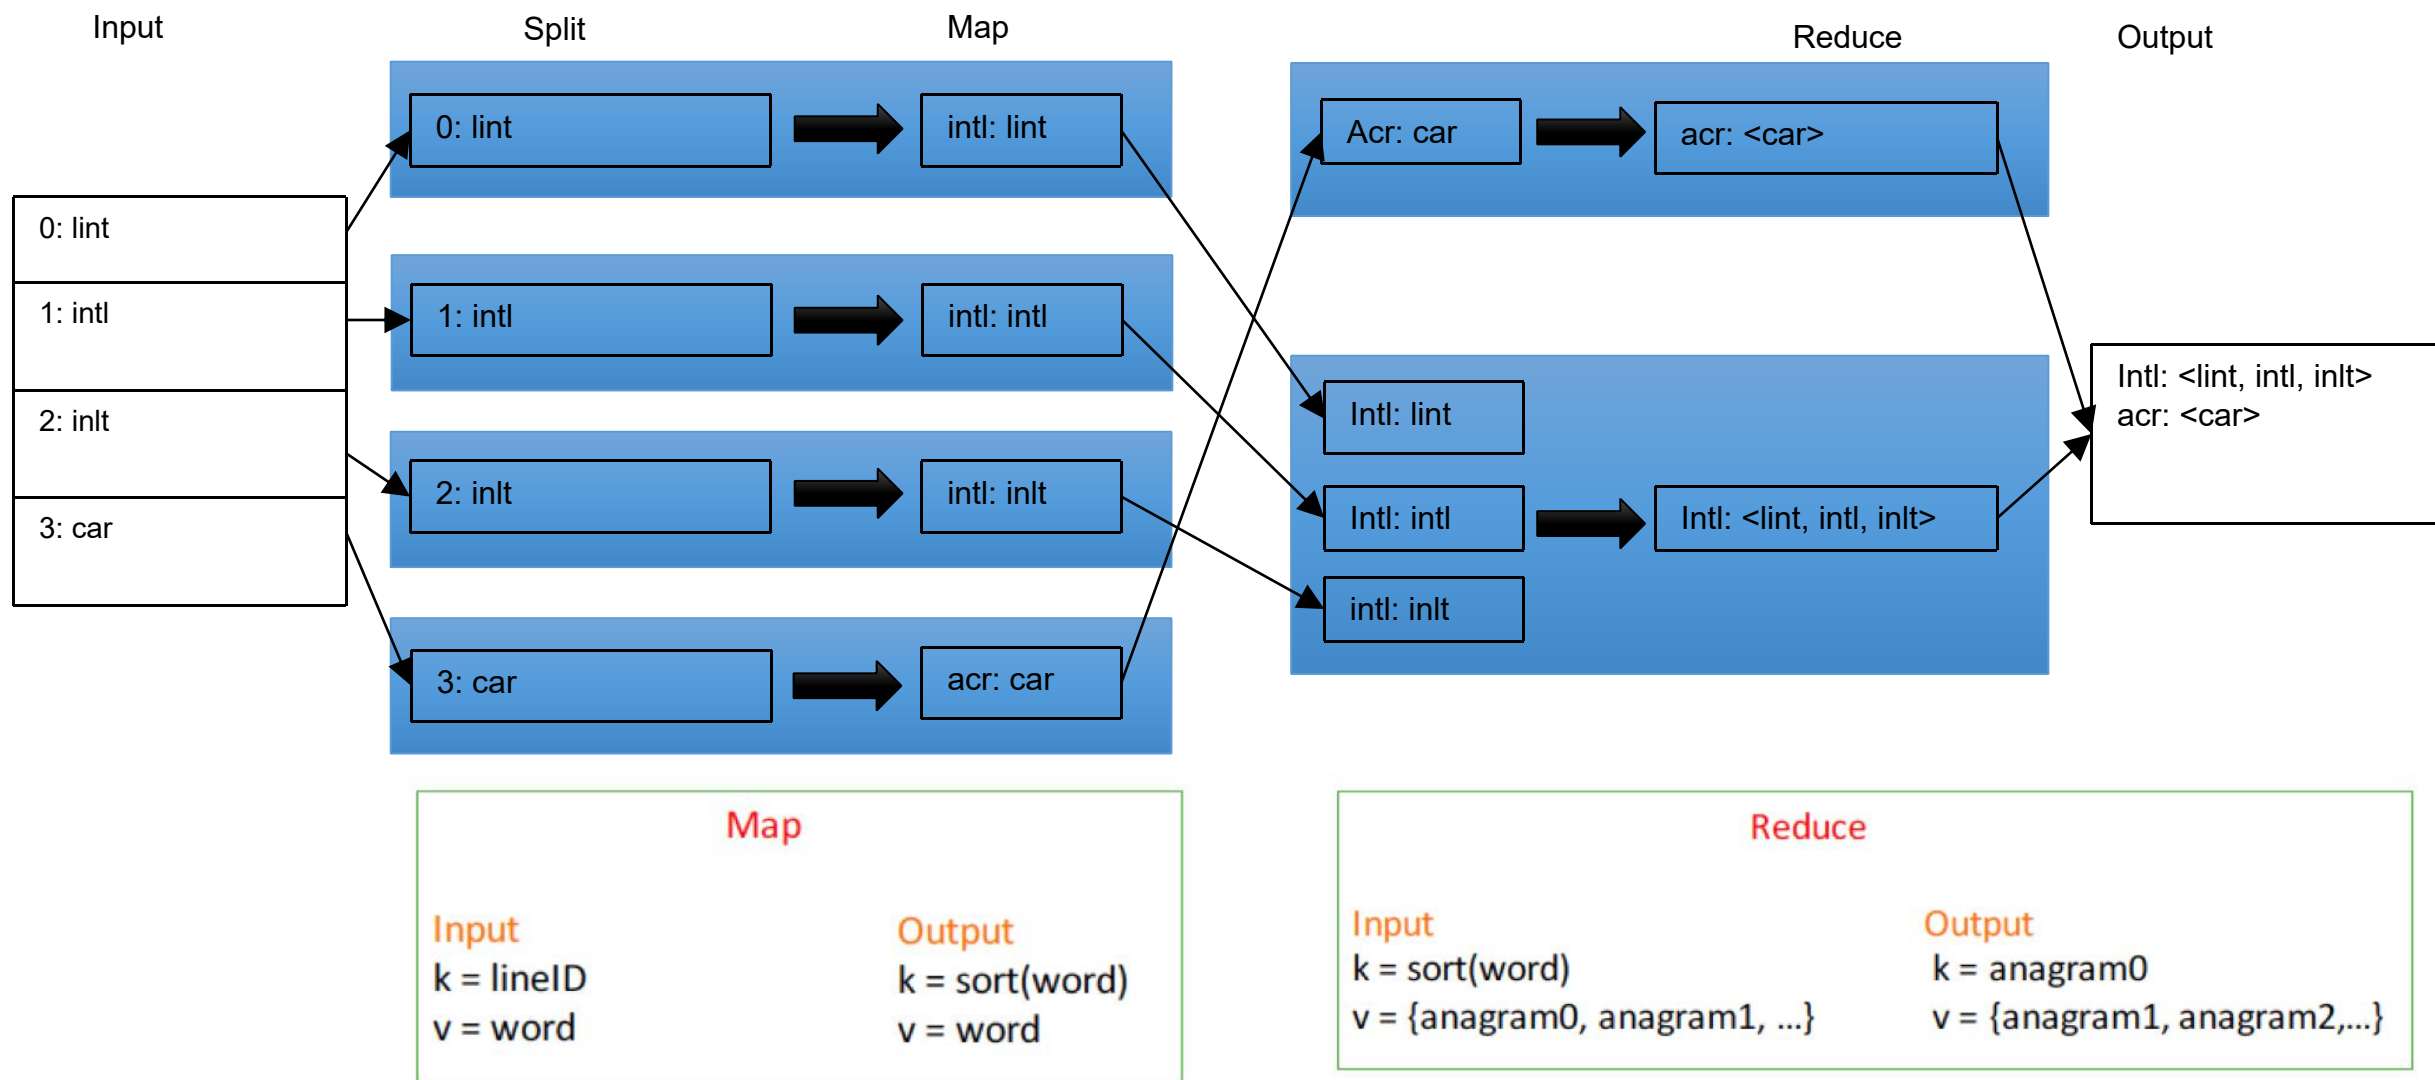 Input
Split
Map
Reduce
Output
0: lint
1: intl
2: inlt
3: car
0: lint
intl: lint
1: intl
intl: intl
2: inlt
intl: inlt
3: car
acr: car
Acr: car
acr: <car>
Intl: lint
Intl: intl
Intl: <lint, intl, inlt>
intl: inlt
Intl: <lint, intl, inlt>
acr: <car>
Map
Input
k = lineID
v = word
Output
k = sort(word)
v = word
Reduce
Input
k = sort(word)
v = {anagram0, anagram1, ...}
Output
k = anagram0
v = {anagram1, anagram2,...}